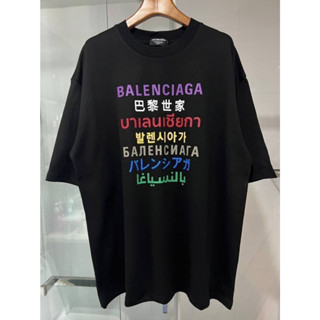 BALENCIAGA
巴黎世家
บาเลนเซียกา
발렌시아가
БАЛЕНСИАГА
バレンシアガ
بالنسياغا